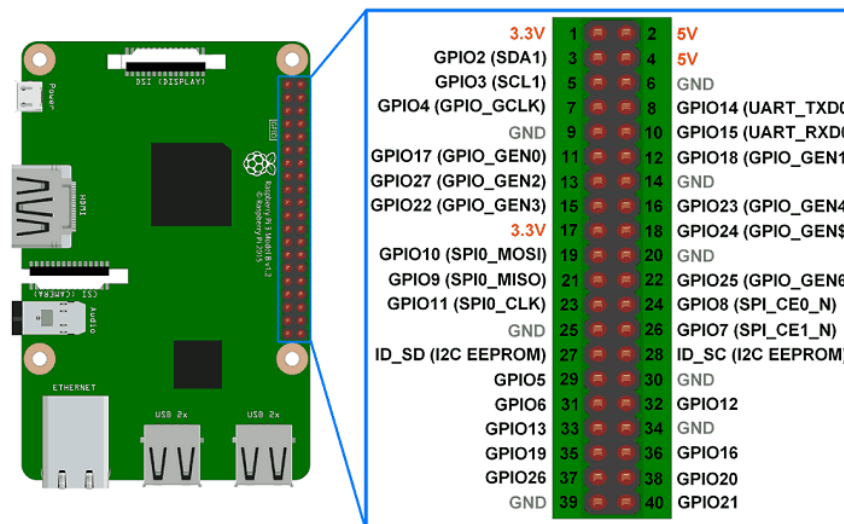 DSI (DISPLAY)
Power
GPIO
HDMI
Raspberry Pi 3 Model B v1.2
© Raspberry Pi 2015
CSI (CAMERA)
Audio
ETHERNET
USB 2x
USB 2x
3.3V 1 2 5V
GPIO2 (SDA1) 3 4 5V
GPIO3 (SCL1) 5 6 GND
GPIO4 (GPIO_GCLK) 7 8 GPIO14 (UART_TXD0
GND 9 10 GPIO15 (UART_RXD0
GPIO17 (GPIO_GEN0) 11 12 GPIO18 (GPIO_GEN1
GPIO27 (GPIO_GEN2) 13 14 GND
GPIO22 (GPIO_GEN3) 15 16 GPIO23 (GPIO_GEN4
3.3V 17 18 GPIO24 (GPIO_GEN$
GPIO10 (SPI0_MOSI) 19 20 GND
GPIO9 (SPI0_MISO) 21 22 GPIO25 (GPIO_GEN6
GPIO11 (SPI0_CLK) 23 24 GPIO8 (SPI_CE0_N)
GND 25 26 GPIO7 (SPI_CE1_N)
ID_SD (I2C EEPROM) 27 28 ID_SC (I2C EEPROM)
GPIO5 29 30 GND
GPIO6 31 32 GPIO12
GPIO13 33 34 GND
GPIO19 35 36 GPIO16
GPIO26 37 38 GPIO20
GND 39 40 GPIO21